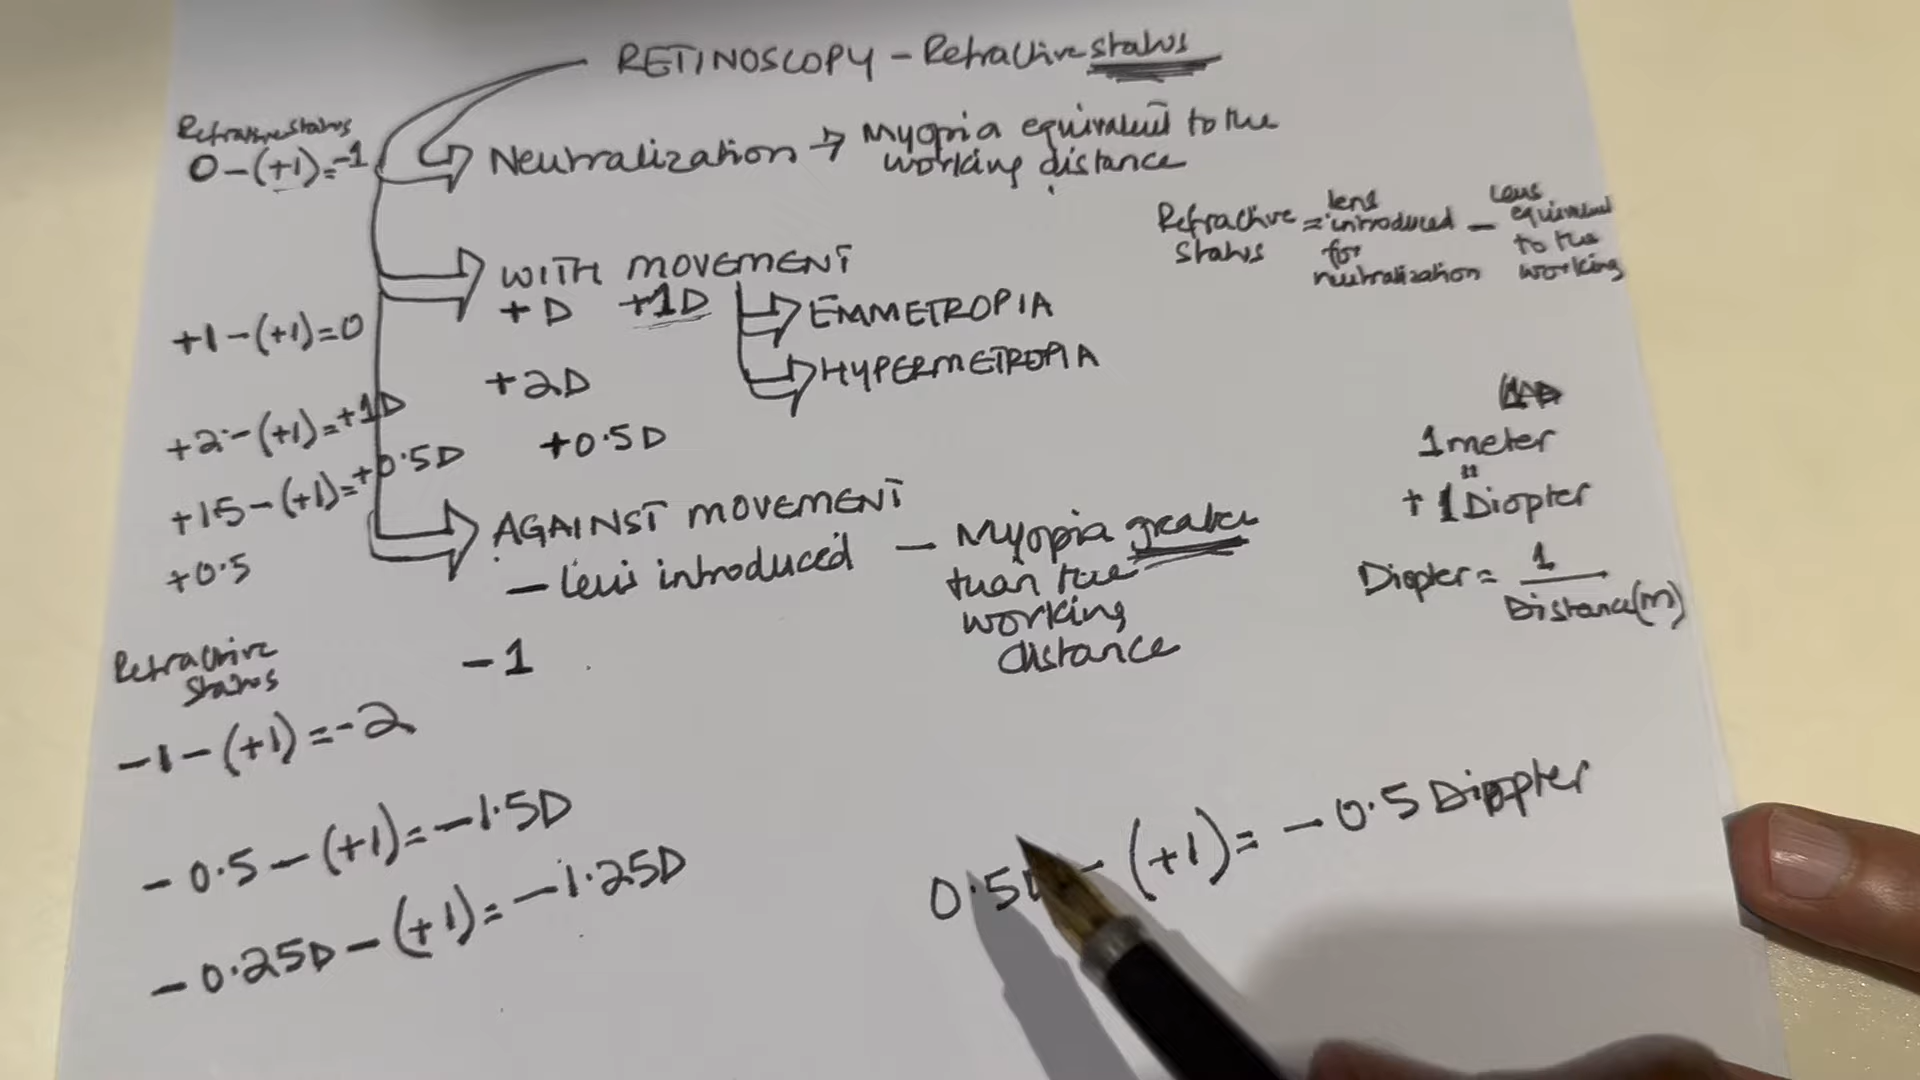 RETINOSCOPY - Refractive status
Refractive status
0-(+1)=-1
Neutralization → Myopia equivalent to the
working distance
Refractive status = lens introduced for neutralization - Lens equivalent to the working
WITH MOVEMENT
+D +1D
EMMETROPIA
HYPERMETROPIA
+1-(+1)=0
+2D
+2-(+1)=+1D
+0.5D
+1.5-(+1)=+0.5D
+0.5
1 meter
"
+1 Diopter
Diopter = 1/Distance(m)
AGAINST MOVEMENT
- lens introduced - Myopia greater
than the
working
distance
Refractive
status
-1
-1-(+1)=-2
-0.5-(+1)=-1.5D
-0.25D-(+1)=-1.25D
0.5D-(+1)=-0.5 Diopter